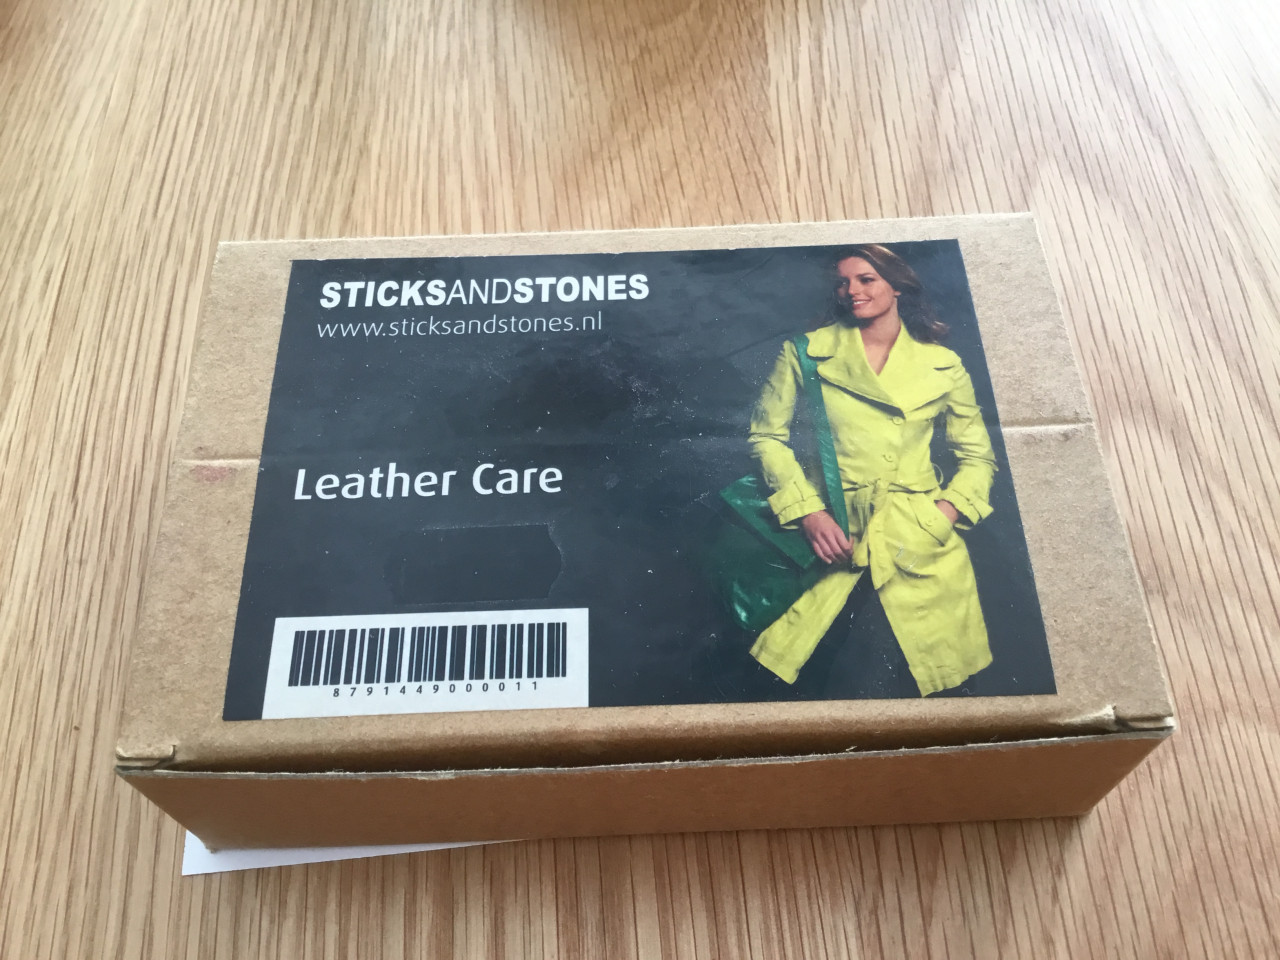 STICKSANDSTONES
www.sticksandstones.nl
Leather Care
8791449000011